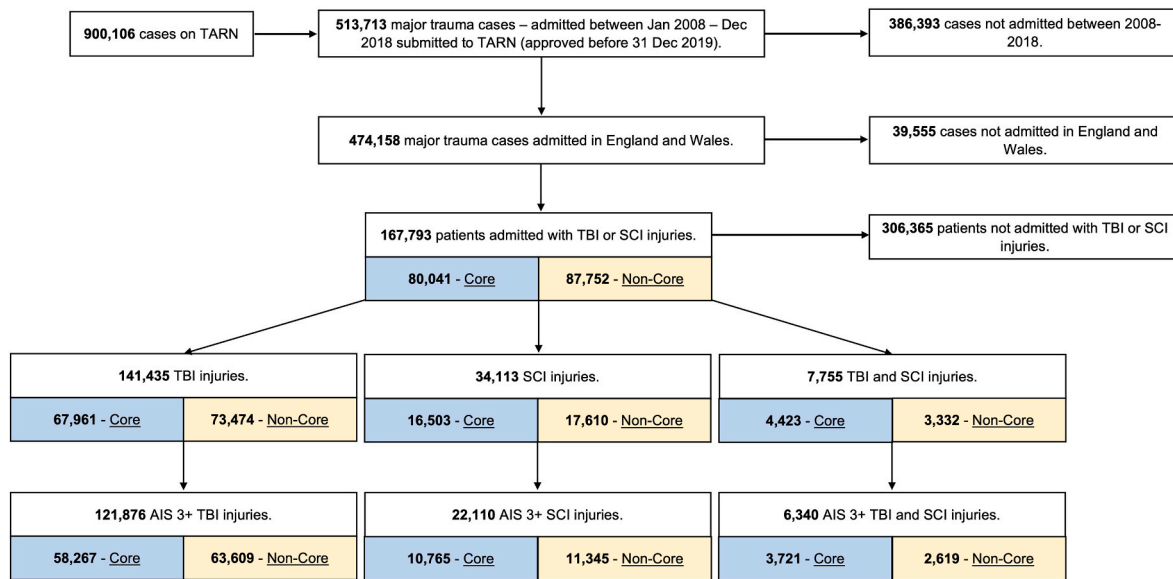 900,106 cases on TARN
513,713 major trauma cases – admitted between Jan 2008 – Dec
2018 submitted to TARN (approved before 31 Dec 2019).
386,393 cases not admitted between 2008-
2018.
474,158 major trauma cases admitted in England and Wales.
39,555 cases not admitted in England and
Wales.
167,793 patients admitted with TBI or SCI injuries.
306,365 patients not admitted with TBI or SCI
injuries.
80,041 - Core
87,752 - Non-Core
141,435 TBI injuries.
34,113 SCI injuries.
7,755 TBI and SCI injuries.
67,961 - Core
73,474 - Non-Core
16,503 - Core
17,610 - Non-Core
4,423 - Core
3,332 - Non-Core
121,876 AIS 3+ TBI injuries.
22,110 AIS 3+ SCI injuries.
6,340 AIS 3+ TBI and SCI injuries.
58,267 - Core
63,609 - Non-Core
10,765 - Core
11,345 - Non-Core
3,721 - Core
2,619 - Non-Core